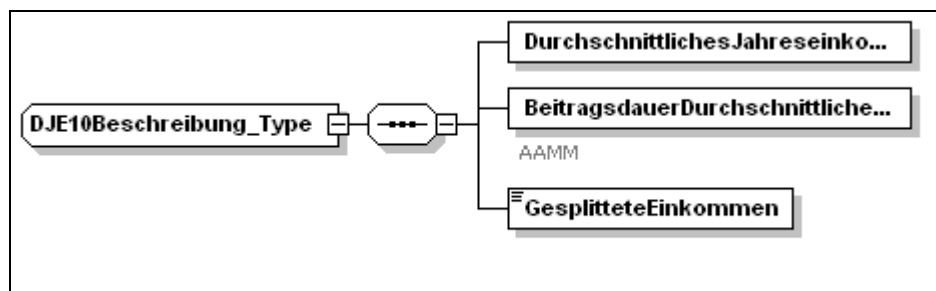 DurchschnittlichesJahreseinko...
DJE10Beschreibung_Type
BeitragsdauerDurchschnittliche...
AAMM
GesplitteteEinkommen